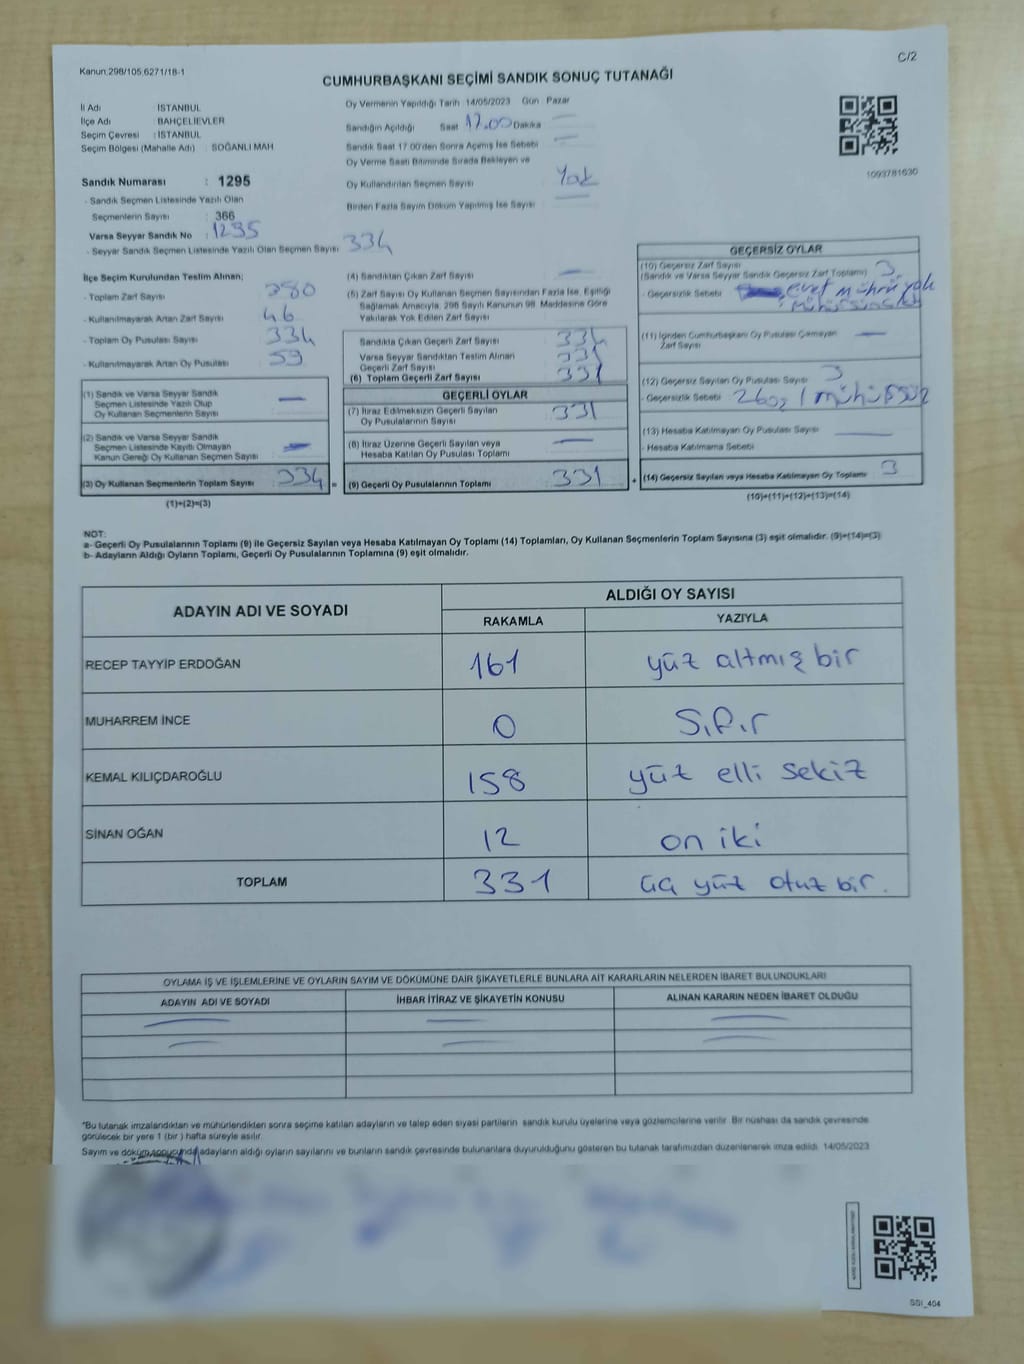 Kanun:298/105,6271/18-1
C/2
CUMHURBAŞKANI SEÇİMİ SANDIK SONUÇ TUTANAĞI
İl Adı : İSTANBUL
İlçe Adı : BAHÇELİEVLER
Seçim Çevresi : İSTANBUL
Seçim Bölgesi (Mahalle Adı) : SOĞANLI MAH
Sandık Numarası : 1295
- Sandık Seçmen Listesinde Yazılı Olan
Seçmenlerin Sayısı : 366
Varsa Seyyar Sandık No : 1295
- Seyyar Sandık Seçmen Listesinde Yazılı Olan Seçmen Sayısı 334
Oy Vermenin Yapıldığı Tarih 14/05/2023 Gün Pazar
Sandığın Açıldığı Saat 17.00 Dakika
Sandık Saat 17 00'den Sonra Açımış İse Sebebi
Oy Verme Saati Bitiminde Sırada Bekleyen ve
Oy Kullandırılan Seçmen Sayısı Yok
Birden Fazla Sayım Döküm Yapılmış İse Sayısı
1093781630
İlçe Seçim Kurulundan Teslim Alınan;
- Toplam Zarf Sayısı 380
- Kullanılmayarak Artan Zarf Sayısı 46
- Toplam Oy Pusulası Sayısı 334
- Kullanılmayarak Artan Oy Pusulası 59
(1) Sandık ve Varsa Seyyar Sandık
Seçmen Listesinde Yazılı Olup
Oy Kullanan Seçmenlerin Sayısı
(2) Sandık ve Varsa Seyyar Sandık
Seçmen Listesinde Kayıtlı Olmayan
Kanun Gereği Oy Kullanan Seçmen Sayısı
(3) Oy Kullanan Seçmenlerin Toplam Sayısı 334 =
(1)+(2)=(3)
(4) Sandıktan Çıkan Zarf Sayısı
(5) Zarf Sayısı Oy Kullanan Seçmen Sayısından Fazla İse, Eşitliği
Sağlamak Amacıyla, 298 Sayılı Kanunun 98. Maddesine Göre
Yakılarak Yok Edilen Zarf Sayısı
Sandıkta Çıkan Geçerli Zarf Sayısı 331
Varsa Seyyar Sandıktan Teslim Alınan 331
Geçerli Zarf Sayısı
(6) Toplam Geçerli Zarf Sayısı 331
GEÇERLİ OYLAR
(7) İtiraz Edilmeksizin Geçerli Sayılan
Oy Pusulalarının Sayısı 331
(8) İtiraz Üzerine Geçerli Sayılan veya
Hesaba Katılan Oy Pusulası Toplamı
(9) Geçerli Oy Pusulalarının Toplamı 331 +
GEÇERSİZ OYLAR
(10) Geçersiz Zarf Sayısı 3
(Sandık ve Varsa Seyyar Sandık Geçersiz Zarf Toplamı)
- Geçersizlik Sebebi : evet mührü yok
(11) İçinden Cumhurbaşkanı Oy Pusulası Çıkmayan
Zarf Sayısı
(12) Geçersiz Sayılan Oy Pusulası Sayısı 3
- Geçersizlik Sebebi mühürsüz
(13) Hesaba Katılmayan Oy Pusulası Sayısı
- Hesaba Katılmama Sebebi
(14) Geçersiz Sayılan veya Hesaba Katılmayan Oy Toplamı 3
(10)+(11)+(12)+(13)=(14)
NOT:
a- Geçerli Oy Pusulalarının Toplamı (9) ile Geçersiz Sayılan veya Hesaba Katılmayan Oy Toplamı (14) Toplamları, Oy Kullanan Seçmenlerin Toplam Sayısına (3) eşit olmalıdır. (9)+(14)=(3)
b- Adayların Aldığı Oyların Toplamı, Geçerli Oy Pusulalarının Toplamına (9) eşit olmalıdır.
ADAYIN ADI VE SOYADI
ALDIĞI OY SAYISI
RAKAMLA YAZIYLA
RECEP TAYYİP ERDOĞAN 161 yüz altmış bir
MUHARREM İNCE 0 Sıfır
KEMAL KILIÇDAROĞLU 158 yüz elli sekiz
SİNAN OĞAN 12 on iki
TOPLAM 331 üç yüz otuz bir.
OYLAMA İŞ VE İŞLEMLERİNE VE OYLARIN SAYIM VE DÖKÜMÜNE DAİR ŞİKAYETLERLE BUNLARA AİT KARARLARIN NELERDEN İBARET BULUNDUKLARI
ADAYIN ADI VE SOYADI İHBAR İTİRAZ VE ŞİKAYETİN KONUSU ALINAN KARARIN NEDEN İBARET OLDUĞU
"Bu tutanak imzalandıktan ve mühürlendikten sonra seçime katılan adayların ve talep eden siyasi partilerin sandık kurulu üyelerine veya gözlemcilerine verilir. Bir nüshası da sandık çevresinde
görülecek bir yere 1 (bir) hafta süreyle asılır.
Sayım ve döküm sonucunda adayların aldığı oyların sayılarını ve bunların sandık çevresinde bulunanlara duyurulduğunu gösteren bu tutanak tarafımızdan düzenlenerek imza edildi. 14/05/2023
SSI_404